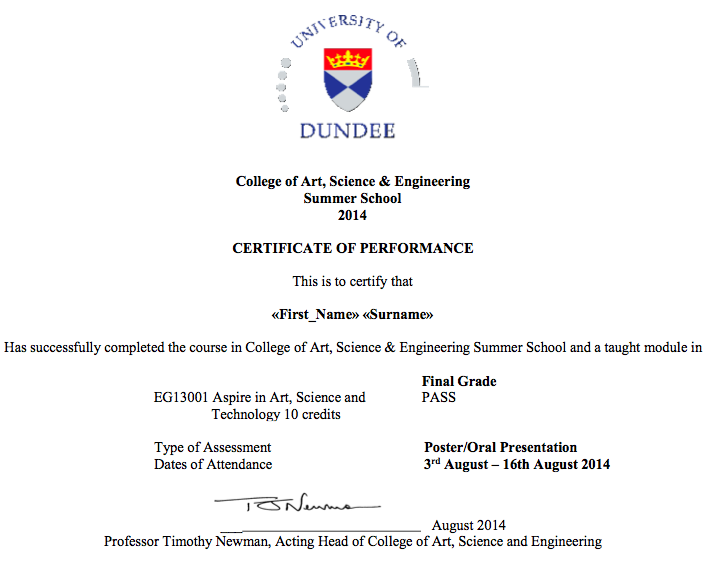 UNIVERSITY OF
DUNDEE
College of Art, Science & Engineering
Summer School
2014
CERTIFICATE OF PERFORMANCE
This is to certify that
«First_Name» «Surname»
Has successfully completed the course in College of Art, Science & Engineering Summer School and a taught module in
Final Grade
EG13001 Aspire in Art, Science and PASS
Technology 10 credits
Type of Assessment Poster/Oral Presentation
Dates of Attendance 3rd August – 16th August 2014
TJNewman
August 2014
Professor Timothy Newman, Acting Head of College of Art, Science and Engineering